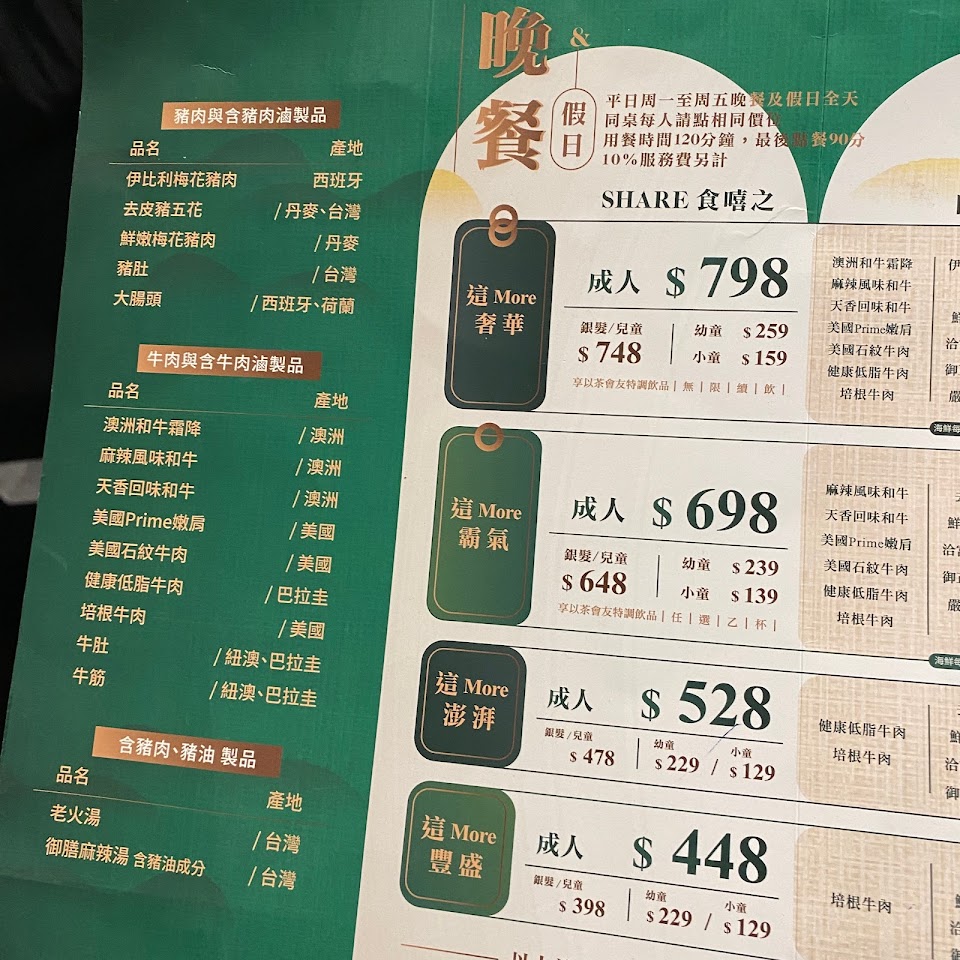 晚餐 & 假日
平日周一至周五晚餐及假日全天
同桌每人請點相同價位
用餐時間120分鐘,最後點餐90分
10%服務費另計
豬肉與含豬肉滷製品
品名 產地
伊比利梅花豬肉 西班牙
去皮豬五花 /丹麥、台灣
鮮嫩梅花豬肉 /丹麥
豬肚 /台灣
大腸頭 /西班牙、荷蘭
牛肉與含牛肉滷製品
品名 產地
澳洲和牛霜降 /澳洲
麻辣風味和牛 /澳洲
天香回味和牛 /澳洲
美國Prime嫩肩 /美國
美國石紋牛肉 /美國
健康低脂牛肉 /巴拉圭
培根牛肉 /美國
牛肚 /紐澳、巴拉圭
牛筋 /紐澳、巴拉圭
含豬肉、豬油 製品
品名 產地
老火湯 /台灣
御膳麻辣湯 含豬油成分 /台灣
SHARE 食嘻之
這 More 奢華
成人 $ 798
銀髮/兒童 $ 748
幼童 $ 259
小童 $ 159
享以茶會友特調飲品|無|限|續|飲|
澳洲和牛霜降
麻辣風味和牛
天香回味和牛
美國Prime嫩肩
美國石紋牛肉
健康低脂牛肉
培根牛肉
海鮮每
這 More 霸氣
成人 $ 698
銀髮/兒童 $ 648
幼童 $ 239
小童 $ 139
享以茶會友特調飲品|任|選|乙|杯|
麻辣風味和牛
天香回味和牛
美國Prime嫩肩
美國石紋牛肉
健康低脂牛肉
培根牛肉
海鮮每
這 More 澎湃
成人 $ 528
銀髮/兒童 $ 478
幼童 $ 229 / 小童 $ 129
健康低脂牛肉
培根牛肉
這 More 豐盛
成人 $ 448
銀髮/兒童 $ 398
幼童 $ 229 / 小童 $ 129
培根牛肉